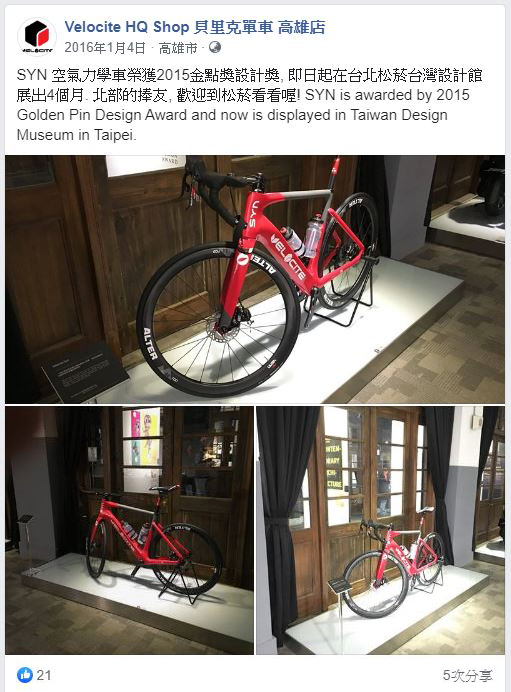 Velocite HQ Shop 貝里克單車 高雄店
2016年1月4日 · 高雄市 ·
SYN 空氣力學車榮獲2015金點獎設計獎, 即日起在台北松菸台灣設計館
展出4個月. 北部的捧友, 歡迎到松菸看看喔! SYN is awarded by 2015
Golden Pin Design Award and now is displayed in Taiwan Design
Museum in Taipei.
VELOCITE
AWARD
SYN
VELOCITE
ALTER
ALTER
21
5次分享